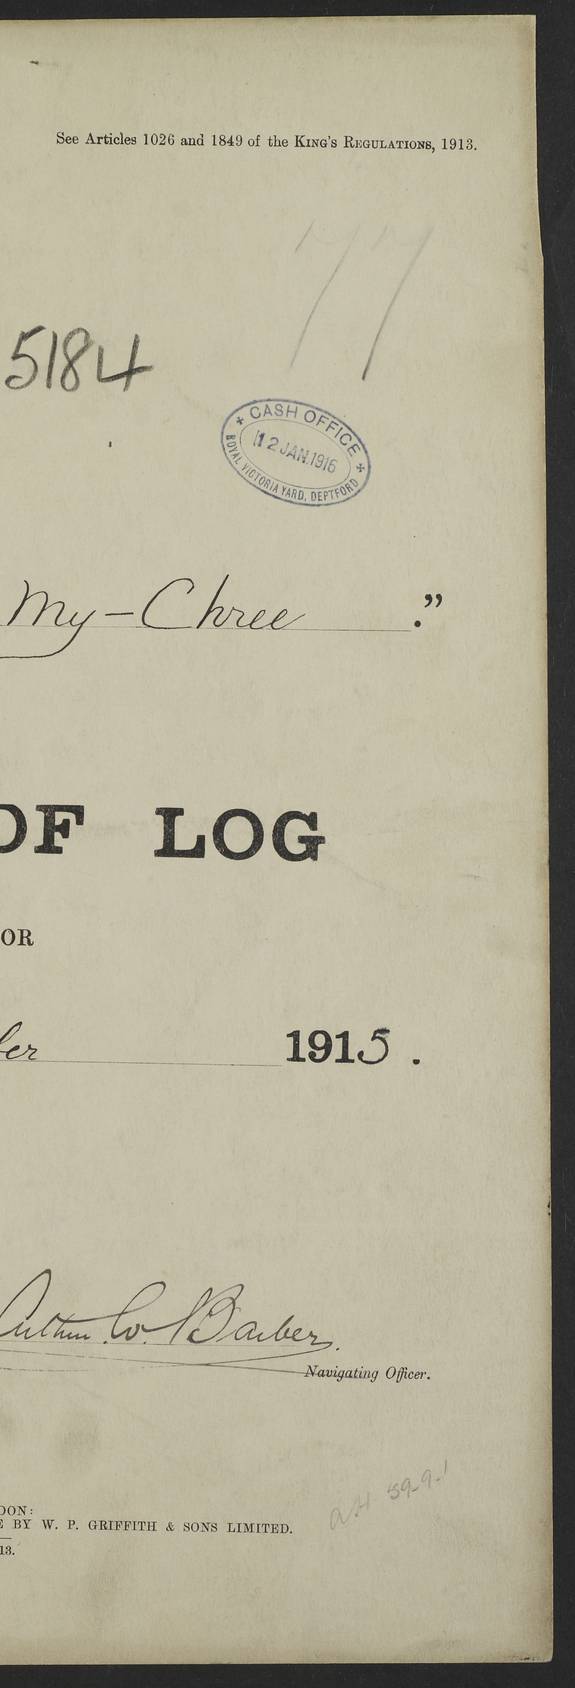 See Articles 1026 and 1849 of the KING'S REGULATIONS, 1913.
77
5184
CASH OFFICE
12 JAN. 1916
ROYAL VICTORIA YARD, DEPTFORD
My-Chree ."
OF LOG
OR
ber 1915.
Arthur W. Barber.
Navigating Officer.
DON:
E BY W. P. GRIFFITH & SONS LIMITED.
13.